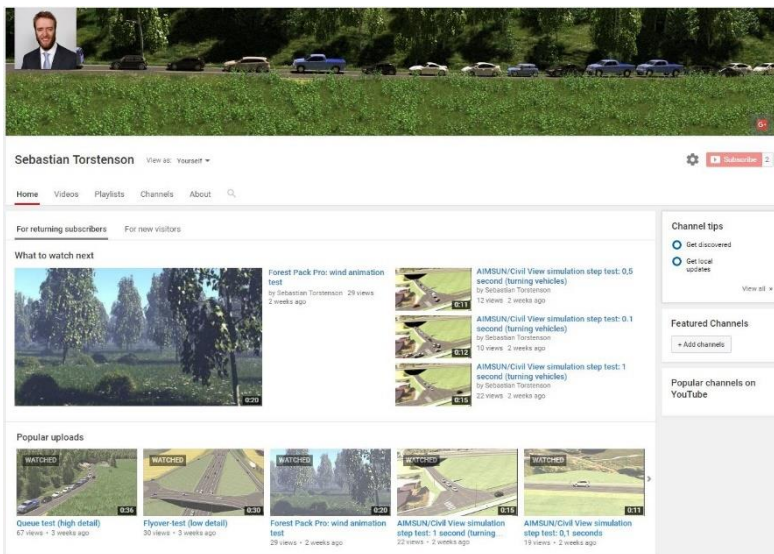 Sebastian Torstenson View as: Yourself
Subscribe 2
Home Videos Playlists Channels About
For returning subscribers For new visitors
What to watch next
0:20
Forest Pack Pro: wind animation
test
by Sebastian Torstenson 29 views
2 weeks ago
0:11
AIMSUN/Civil View simulation step test: 0,5
second (turning vehicles)
by Sebastian Torstenson
12 views 2 weeks ago
0:12
AIMSUN/Civil View simulation step test: 0.1
second (turning vehicles)
by Sebastian Torstenson
10 views 2 weeks ago
0:15
AIMSUN/Civil View simulation step test: 1
second (turning vehicles)
by Sebastian Torstenson
22 views 2 weeks ago
Popular uploads
WATCHED
0:36
Queue test (high detail)
67 views • 3 weeks ago
WATCHED
0:30
Flyover-test (low detail)
30 views • 3 weeks ago
WATCHED
0:20
Forest Pack Pro: wind animation
test
29 views • 2 weeks ago
WATCHED
0:15
AIMSUN/Civil View simulation
step test: 1 second (turning...
22 views • 2 weeks ago
WATCHED
0:11
AIMSUN/Civil View simulation
step test: 0,1 seconds
19 views • 2 weeks ago
Channel tips
Get discovered
Get local
updates
View all »
Featured Channels
+ Add channels
Popular channels on
YouTube